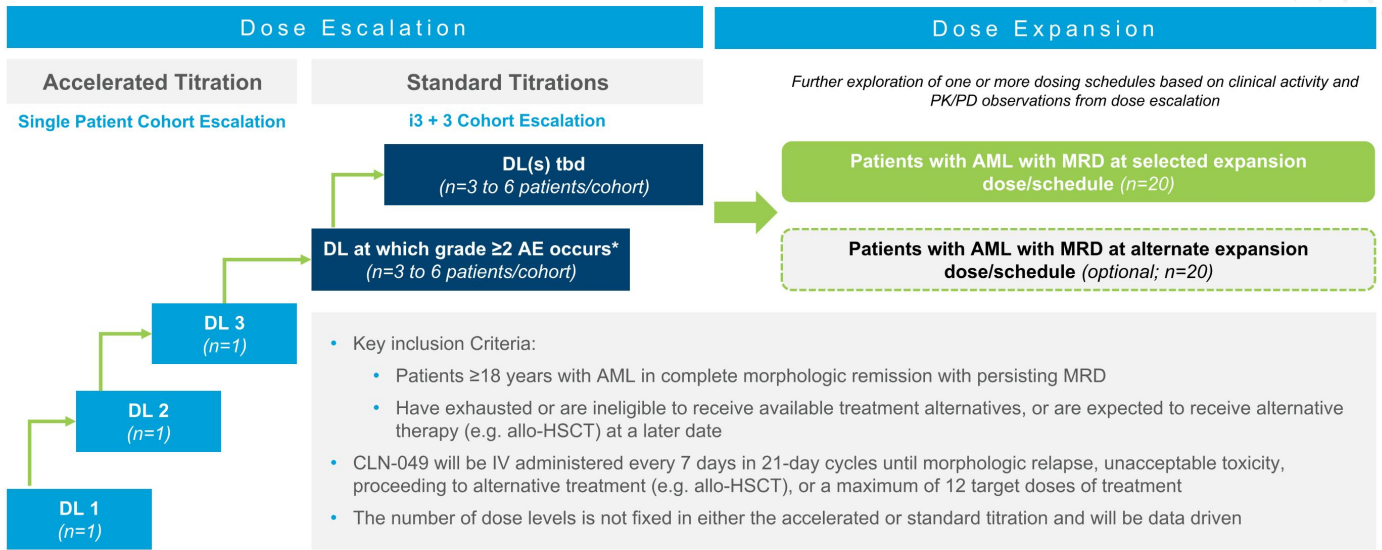 Dose Escalation
Accelerated Titration
Single Patient Cohort Escalation
Standard Titrations
i3 + 3 Cohort Escalation
DL(s) tbd
(n=3 to 6 patients/cohort)
DL at which grade ≥2 AE occurs*
(n=3 to 6 patients/cohort)
DL 3
(n=1)
DL 2
(n=1)
DL 1
(n=1)
Dose Expansion
Further exploration of one or more dosing schedules based on clinical activity and
PK/PD observations from dose escalation
Patients with AML with MRD at selected expansion
dose/schedule (n=20)
Patients with AML with MRD at alternate expansion
dose/schedule (optional; n=20)
• Key inclusion Criteria:
• Patients ≥18 years with AML in complete morphologic remission with persisting MRD
• Have exhausted or are ineligible to receive available treatment alternatives, or are expected to receive alternative
therapy (e.g. allo-HSCT) at a later date
• CLN-049 will be IV administered every 7 days in 21-day cycles until morphologic relapse, unacceptable toxicity,
proceeding to alternative treatment (e.g. allo-HSCT), or a maximum of 12 target doses of treatment
• The number of dose levels is not fixed in either the accelerated or standard titration and will be data driven